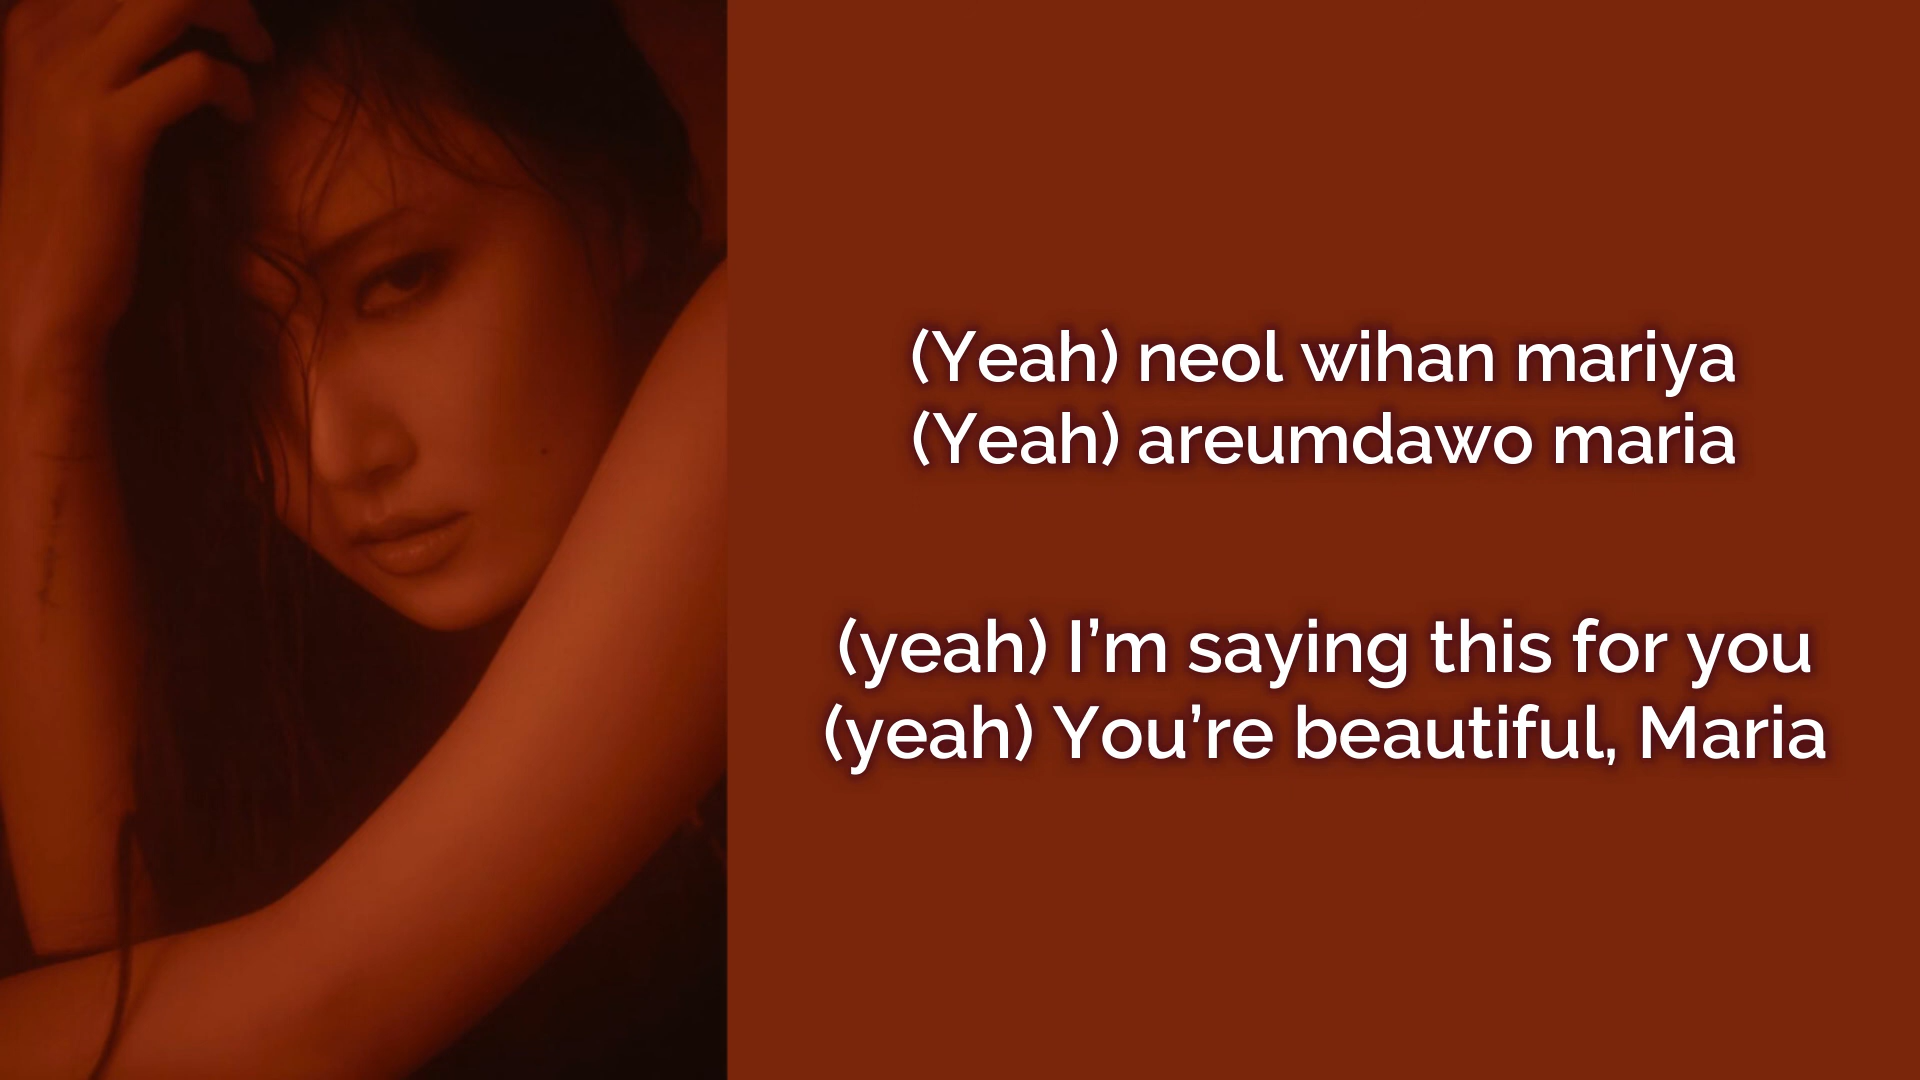 (Yeah) neol wihan mariya
(Yeah) areumdawo maria
(yeah) I’m saying this for you
(yeah) You’re beautiful, Maria